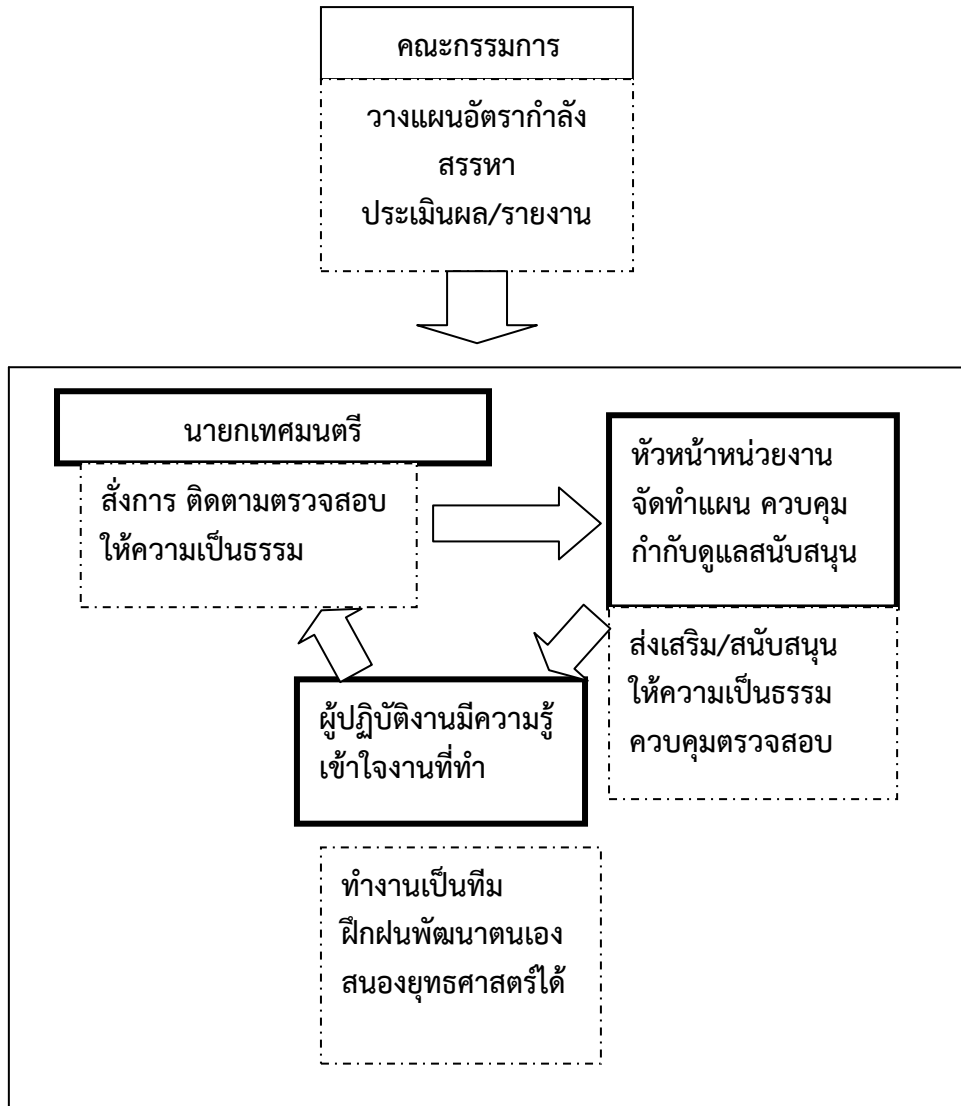 คณะกรรมการ
วางแผนอัตรากำลัง
สรรหา
ประเมินผล/รายงาน
นายกเทศมนตรี
สั่งการ ติดตามตรวจสอบ
ให้ความเป็นธรรม
หัวหน้าหน่วยงาน
จัดทำแผน ควบคุม
กำกับดูแลสนับสนุน
ส่งเสริม/สนับสนุน
ให้ความเป็นธรรม
ควบคุมตรวจสอบ
ผู้ปฏิบัติงานมีความรู้
เข้าใจงานที่ทำ
ทำงานเป็นทีม
ฝึกฝนพัฒนาตนเอง
สนองยุทธศาสตร์ได้